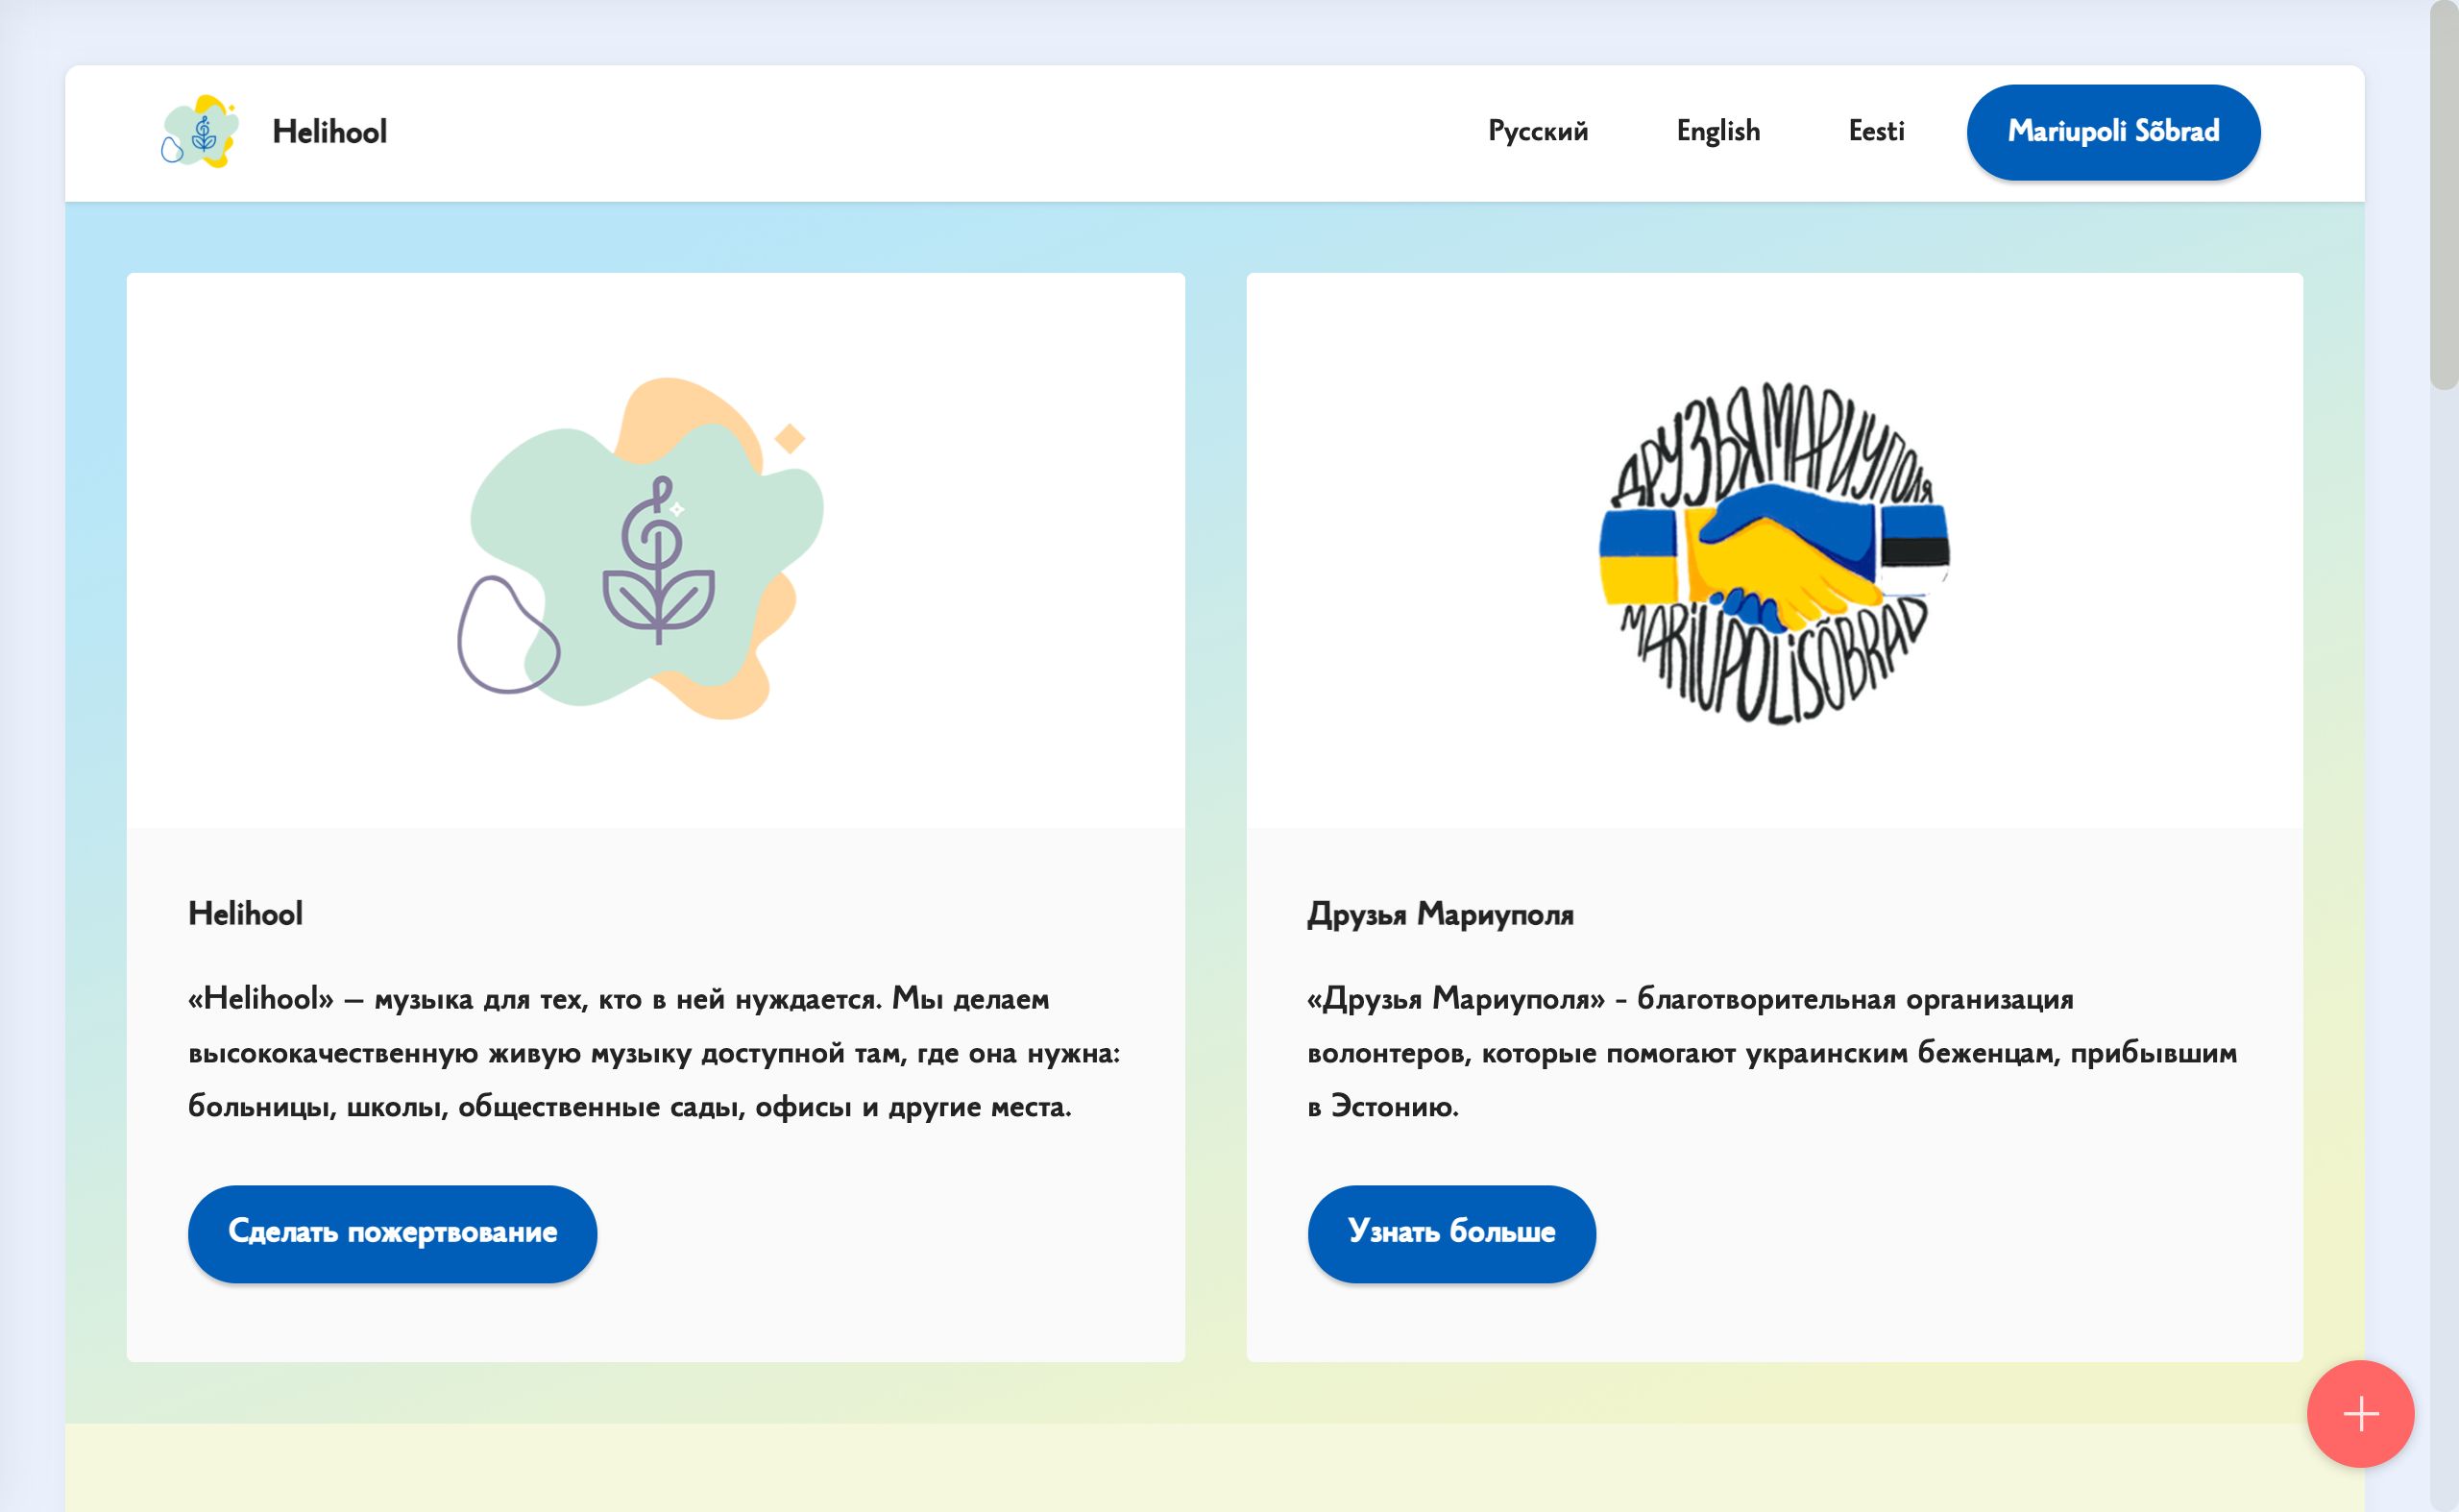 Helihool
Русский
English
Eesti
Mariupoli Sõbrad
ДРУЗЬЯ МАРИУПОЛЯ
MARIUPOLI SÕBRAD
Helihool
«Helihool» — музыка для тех, кто в ней нуждается. Мы делаем
высококачественную живую музыку доступной там, где она нужна:
больницы, школы, общественные сады, офисы и другие места.
Сделать пожертвование
Друзья Мариуполя
«Друзья Мариуполя» - благотворительная организация
волонтеров, которые помогают украинским беженцам, прибывшим
в Эстонию.
Узнать больше